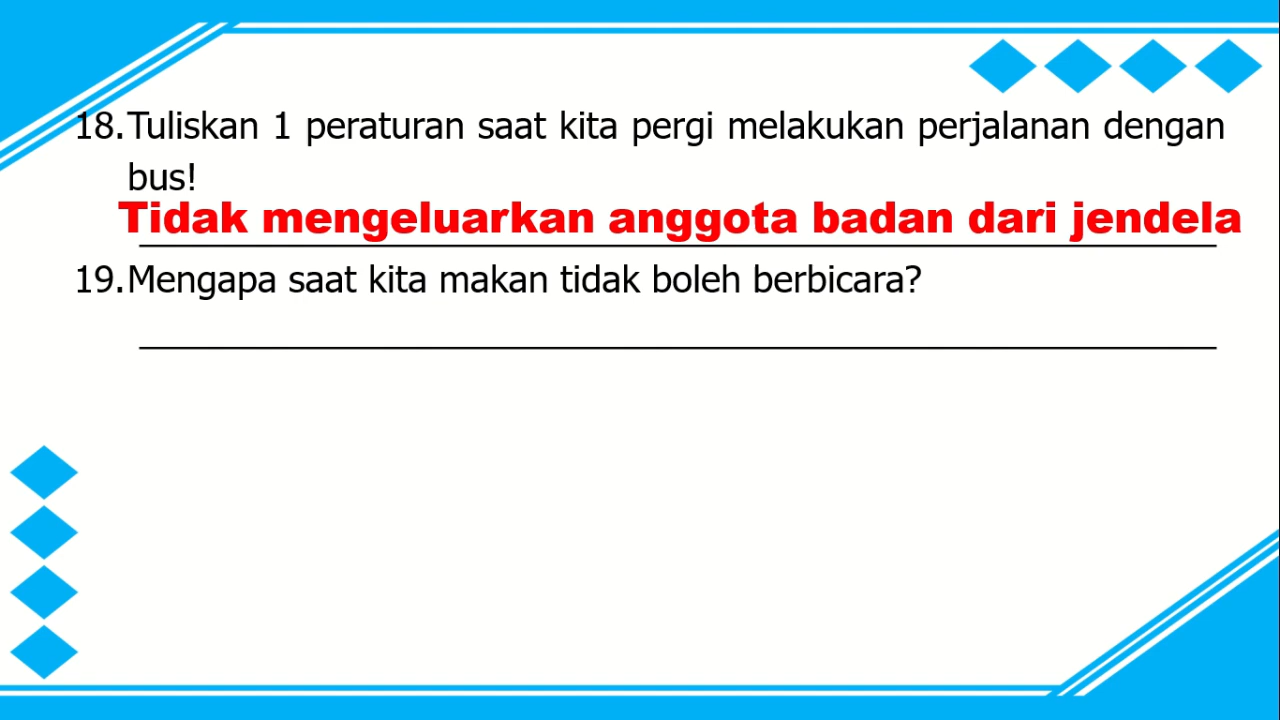 18.Tuliskan 1 peraturan saat kita pergi melakukan perjalanan dengan
bus!
Tidak mengeluarkan anggota badan dari jendela
19.Mengapa saat kita makan tidak boleh berbicara?